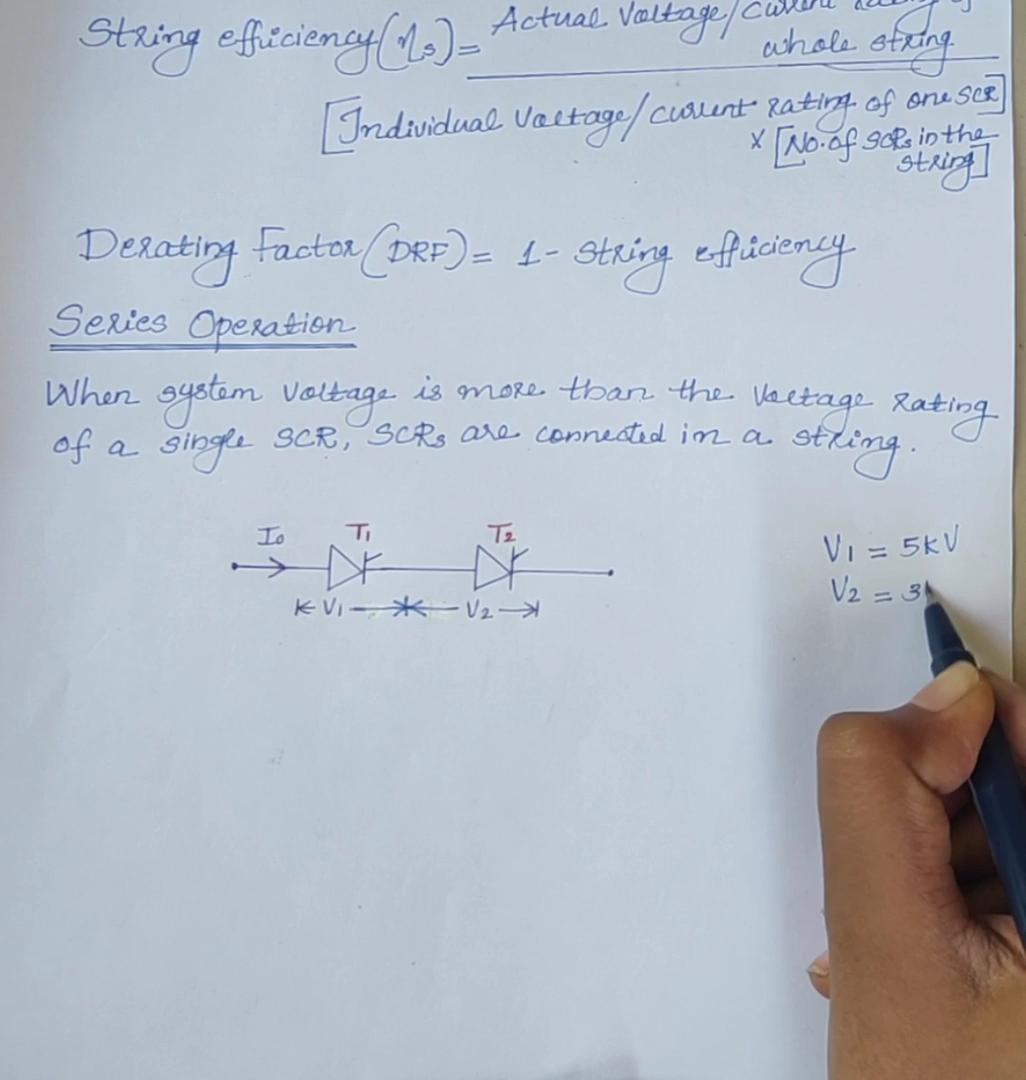 String efficiency(ηs)= Actual Voltage/Current
whole string
[Individual Voltage/current Rating of one SCR]
X [No. of SCRs in the
string]
Derating Factor (DRF) = 1- String efficiency
Series Operation
When system voltage is more than the Voltage Rating
of a single SCR, SCRs are connected in a string.
Io T1 T2
V1 V2
V1 = 5kV
V2 = 3